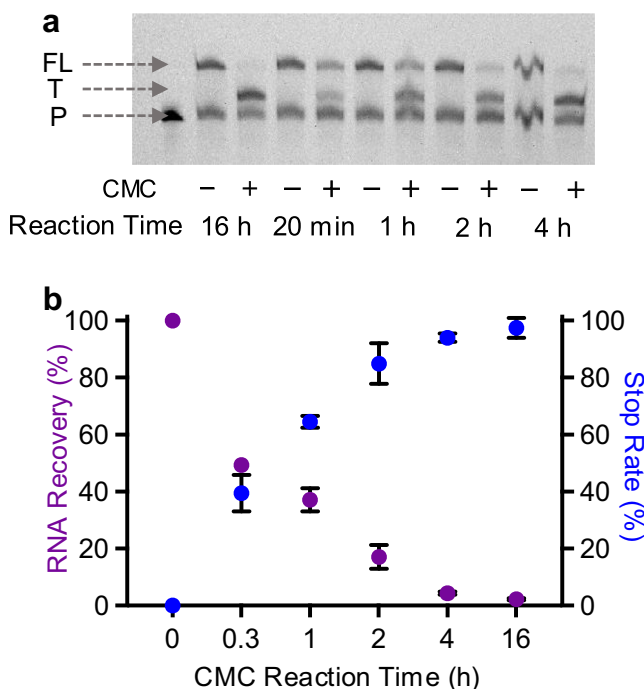 a
FL
T
P
CMC − + − + − + − + − +
Reaction Time 16 h 20 min 1 h 2 h 4 h
b
100 100
80 80
60 60
40 40
20 20
0 0
RNA Recovery (%)
Stop Rate (%)
0 0.3 1 2 4 16
CMC Reaction Time (h)